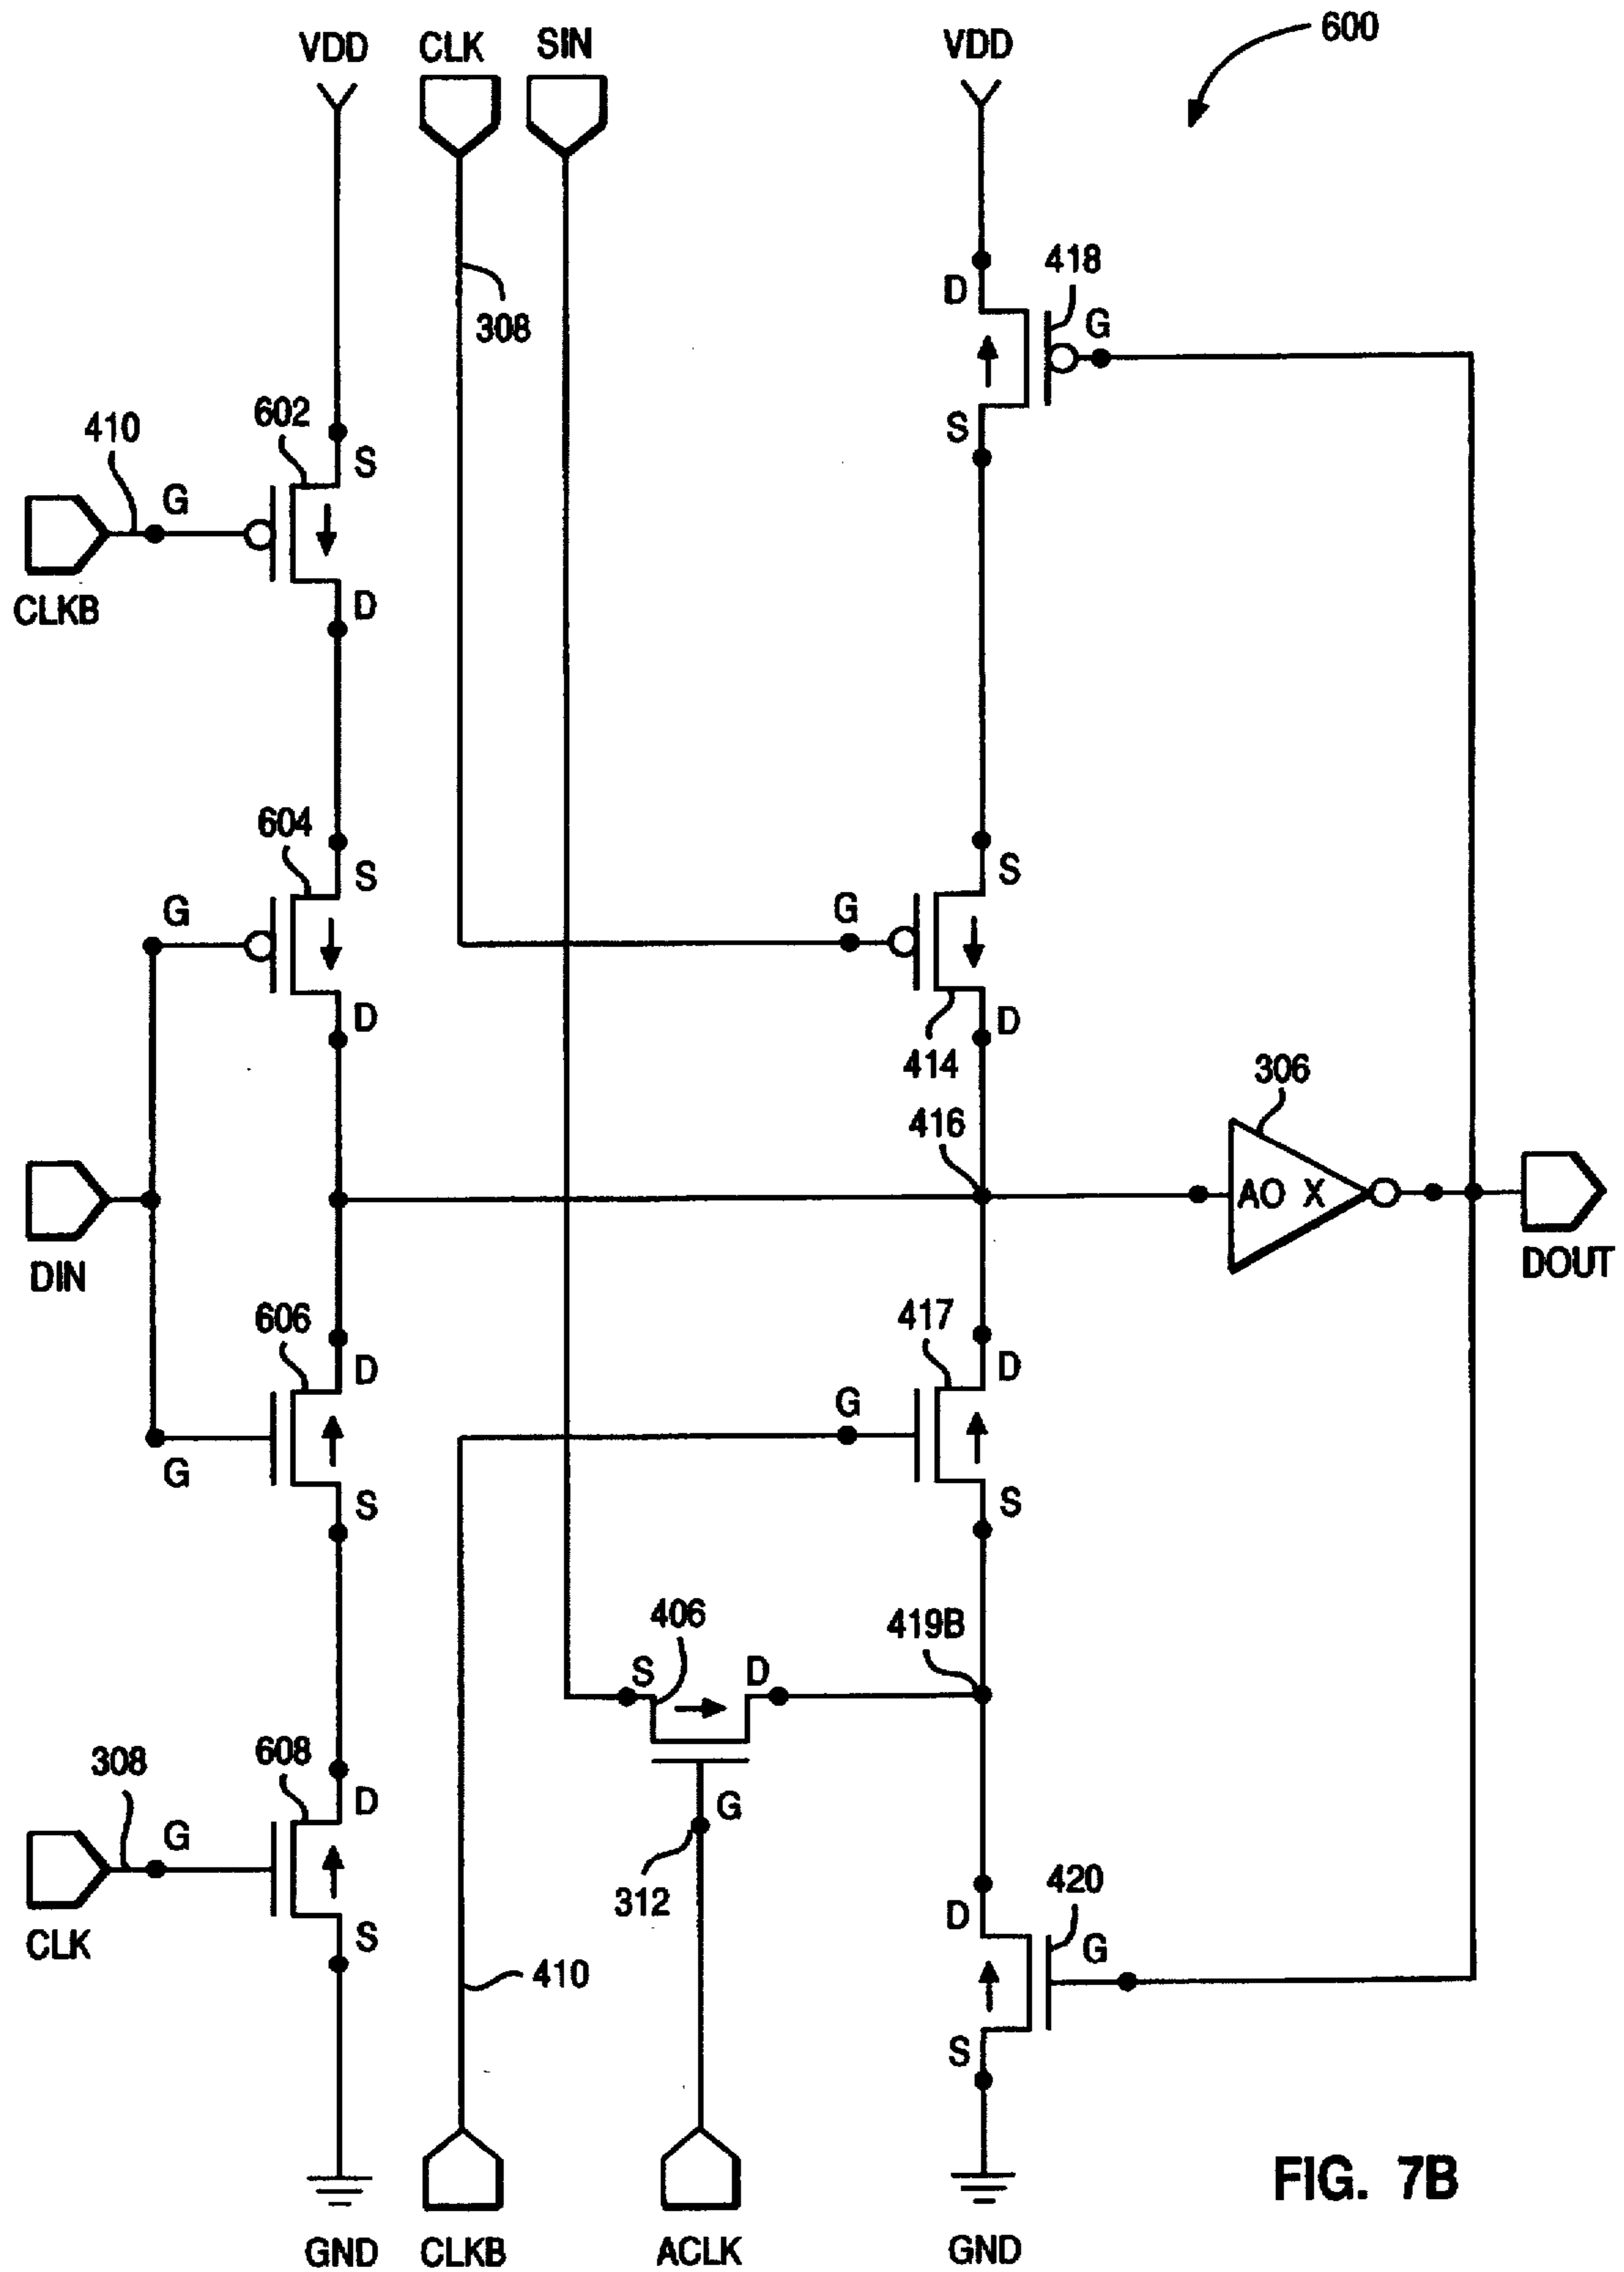 600
VDD
CLK
SIN
VDD
418
D
G
308
S
602
410
S
G
CLKB
D
604
S
S
G
G
D
D
414
306
416
AO X
DIN
DOUT
606
417
D
D
G
G
S
S
406
419B
S
D
608
308
D
G
G
312
420
D
G
CLK
S
410
S
FIG. 7B
GND
CLKB
ACLK
GND